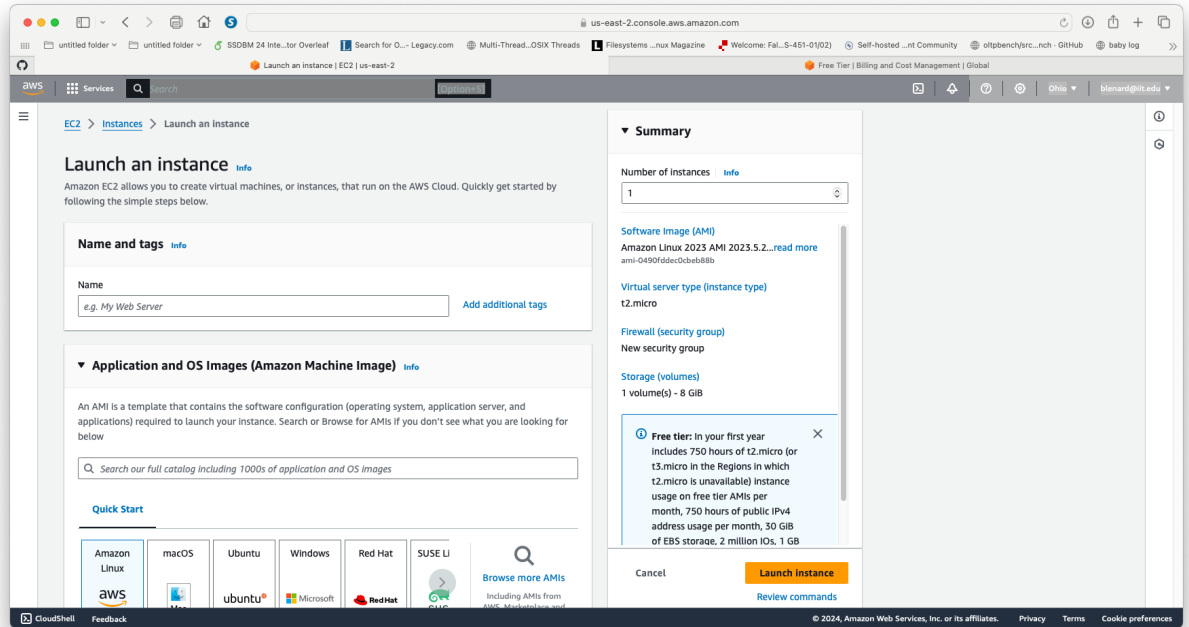 us-east-2.console.aws.amazon.com
untitled folder
untitled folder
SSDBM 24 Inte...tor Overleaf
Search for O...- Legacy.com
Multi-Thread...OSIX Threads
Filesystems ...nux Magazine
Welcome: Fal...S-451-01/02)
Self-hosted ...nt Community
oltpbench/src...nch · GitHub
baby log
Launch an instance | EC2 | us-east-2
Free Tier | Billing and Cost Management | Global
aws
Services
Search
[Option+S]
Ohio
blenard@iit.edu
EC2 > Instances > Launch an instance
Launch an instance Info
Amazon EC2 allows you to create virtual machines, or instances, that run on the AWS Cloud. Quickly get started by
following the simple steps below.
Name and tags Info
Name
e.g. My Web Server
Add additional tags
Application and OS Images (Amazon Machine Image) Info
An AMI is a template that contains the software configuration (operating system, application server, and
applications) required to launch your instance. Search or Browse for AMIs if you don't see what you are looking for
below
Search our full catalog including 1000s of application and OS images
Quick Start
Amazon
Linux
aws
macOS
Mac
Ubuntu
ubuntu®
Windows
Microsoft
Red Hat
Red Hat
SUSE Li
Browse more AMIs
Including AMIs from
AWS, Marketplace and
Summary
Number of instances Info
1
Software Image (AMI)
Amazon Linux 2023 AMI 2023.5.2...read more
ami-0490fddec0cbeb88b
Virtual server type (instance type)
t2.micro
Firewall (security group)
New security group
Storage (volumes)
1 volume(s) - 8 GiB
Free tier: In your first year
includes 750 hours of t2.micro (or
t3.micro in the Regions in which
t2.micro is unavailable) instance
usage on free tier AMIs per
month, 750 hours of public IPv4
address usage per month, 30 GiB
of EBS storage, 2 million IOs, 1 GB
Cancel
Launch instance
Review commands
CloudShell
Feedback
© 2024, Amazon Web Services, Inc. or its affiliates.
Privacy
Terms
Cookie preferences